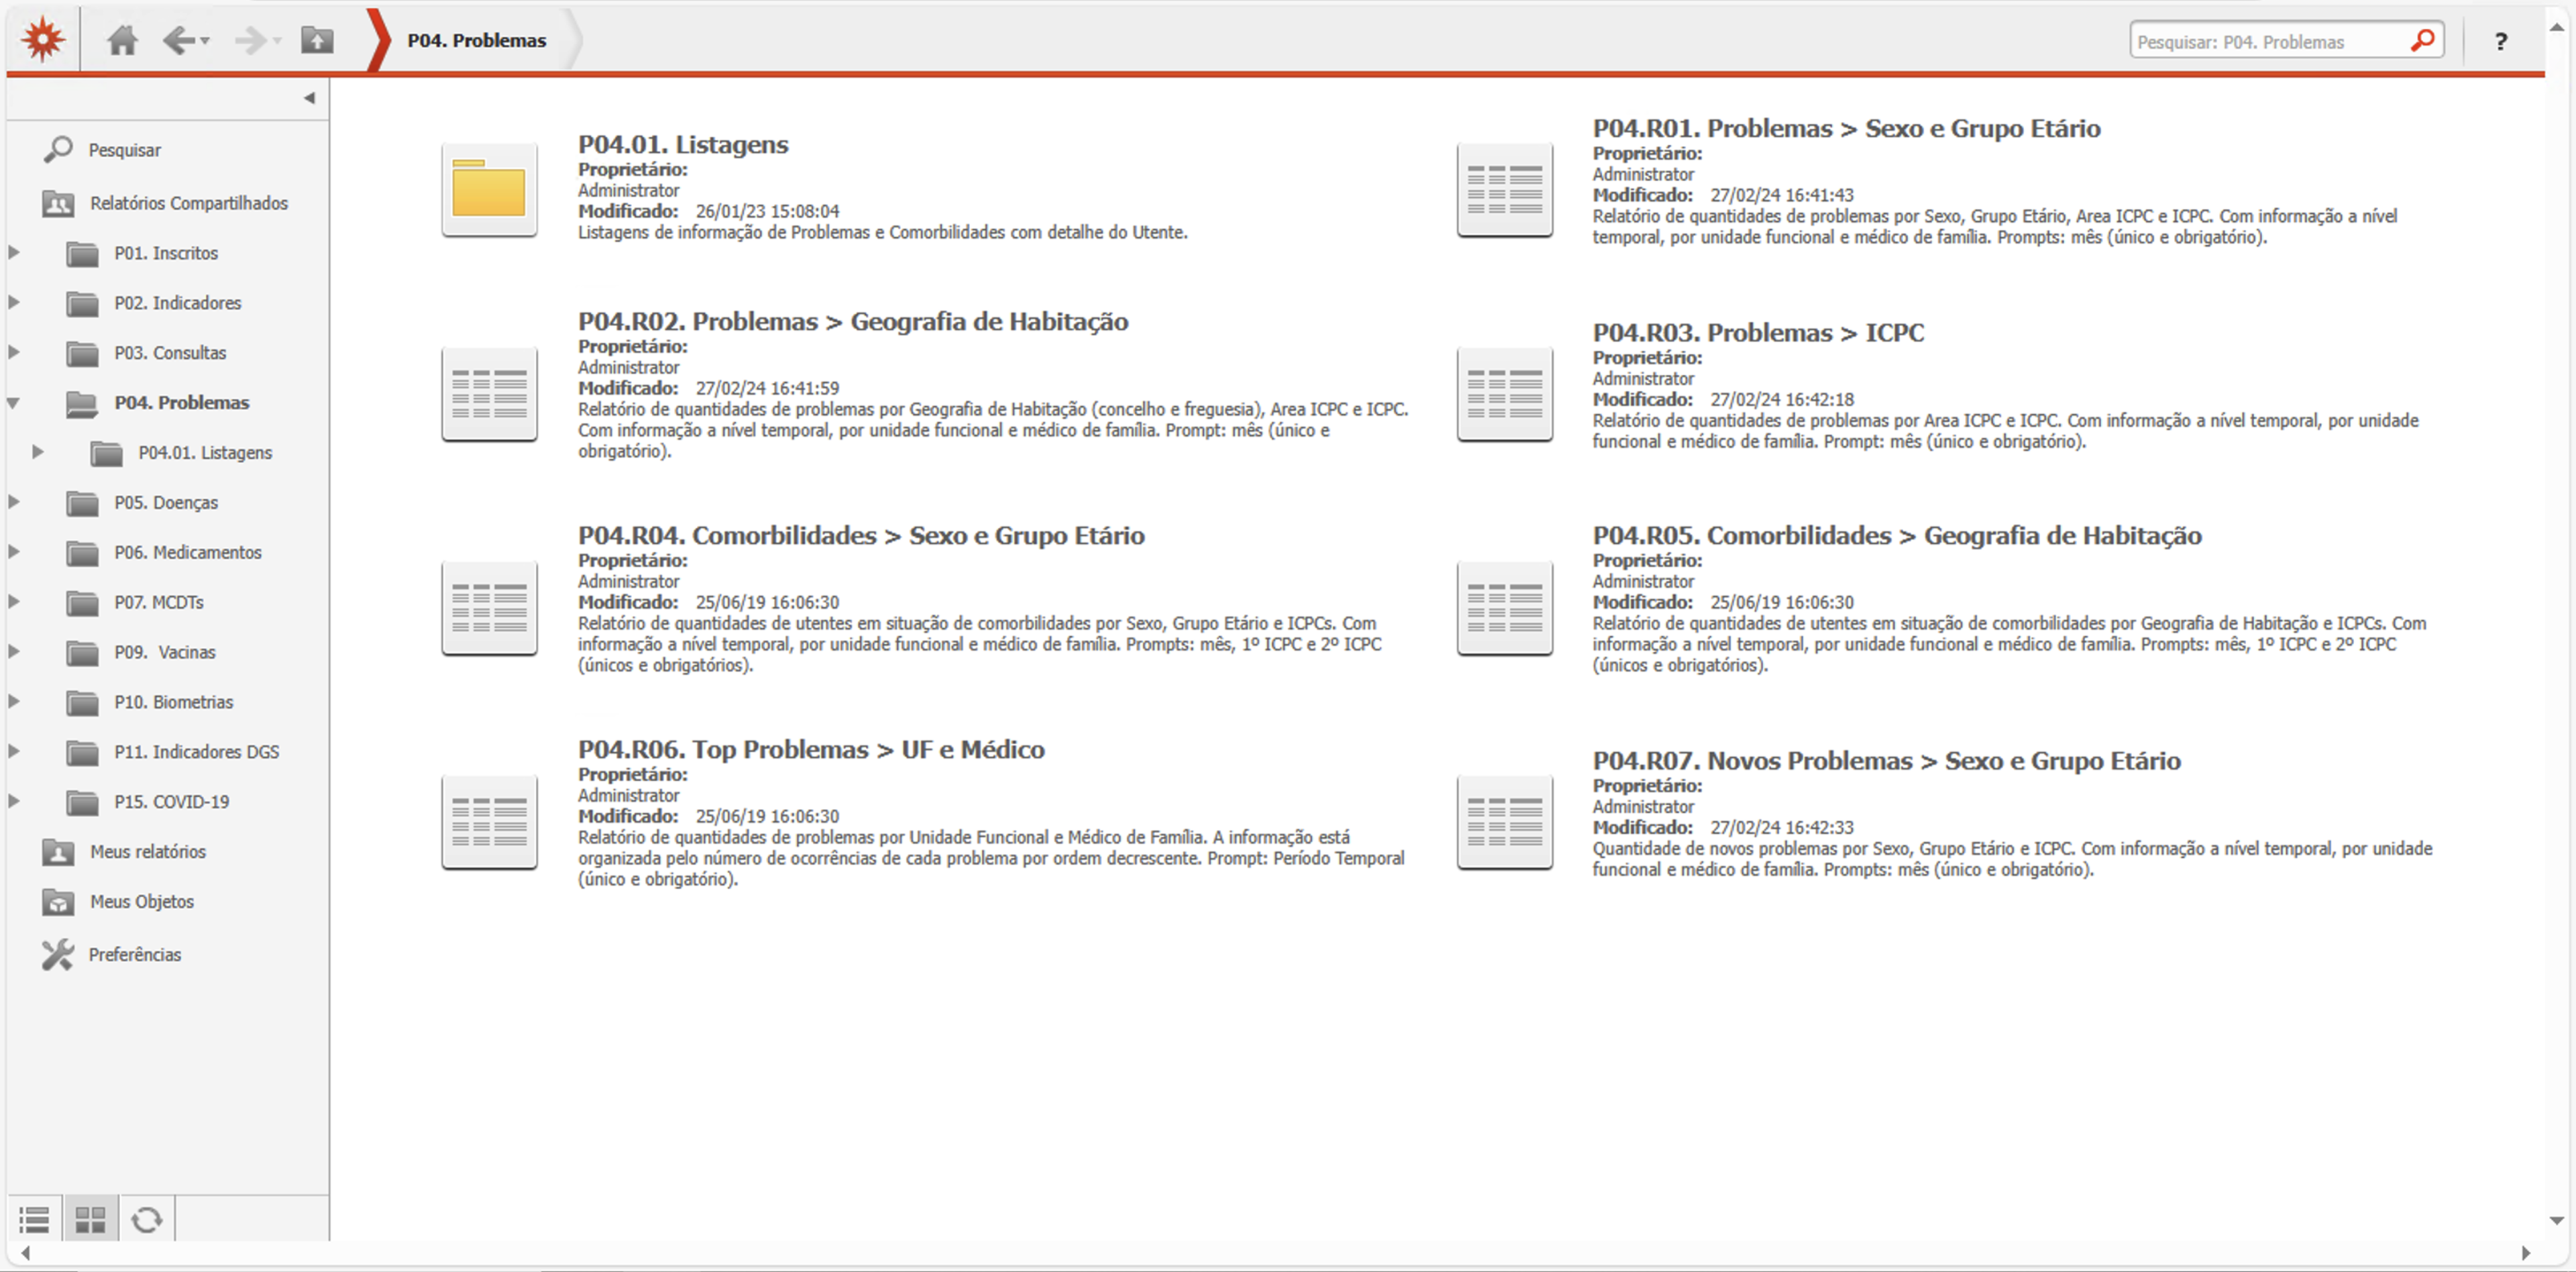 P04. Problemas
Pesquisar: P04. Problemas
?
Pesquisar
Relatórios Compartilhados
P01. Inscritos
P02. Indicadores
P03. Consultas
P04. Problemas
P04.01. Listagens
P05. Doenças
P06. Medicamentos
P07. MCDTs
P09. Vacinas
P10. Biometrias
P11. Indicadores DGS
P15. COVID-19
Meus relatórios
Meus Objetos
Preferências
P04.01. Listagens
Proprietário:
Administrator
Modificado: 26/01/23 15:08:04
Listagens de informação de Problemas e Comorbilidades com detalhe do Utente.
P04.R01. Problemas > Sexo e Grupo Etário
Proprietário:
Administrator
Modificado: 27/02/24 16:41:43
Relatório de quantidades de problemas por Sexo, Grupo Etário, Area ICPC e ICPC. Com informação a nível
temporal, por unidade funcional e médico de família. Prompts: mês (único e obrigatório).
P04.R02. Problemas > Geografia de Habitação
Proprietário:
Administrator
Modificado: 27/02/24 16:41:59
Relatório de quantidades de problemas por Geografia de Habitação (concelho e freguesia), Area ICPC e ICPC.
Com informação a nível temporal, por unidade funcional e médico de família. Prompt: mês (único e
obrigatório).
P04.R03. Problemas > ICPC
Proprietário:
Administrator
Modificado: 27/02/24 16:42:18
Relatório de quantidades de problemas por Area ICPC e ICPC. Com informação a nível temporal, por unidade
funcional e médico de família. Prompt: mês (único e obrigatório).
P04.R04. Comorbilidades > Sexo e Grupo Etário
Proprietário:
Administrator
Modificado: 25/06/19 16:06:30
Relatório de quantidades de utentes em situação de comorbilidades por Sexo, Grupo Etário e ICPCs. Com
informação a nível temporal, por unidade funcional e médico de família. Prompts: mês, 1º ICPC e 2º ICPC
(únicos e obrigatórios).
P04.R05. Comorbilidades > Geografia de Habitação
Proprietário:
Administrator
Modificado: 25/06/19 16:06:30
Relatório de quantidades de utentes em situação de comorbilidades por Geografia de Habitação e ICPCs. Com
informação a nível temporal, por unidade funcional e médico de família. Prompts: mês, 1º ICPC e 2º ICPC
(únicos e obrigatórios).
P04.R06. Top Problemas > UF e Médico
Proprietário:
Administrator
Modificado: 25/06/19 16:06:30
Relatório de quantidades de problemas por Unidade Funcional e Médico de Família. A informação está
organizada pelo número de ocorrências de cada problema por ordem decrescente. Prompt: Período Temporal
(único e obrigatório).
P04.R07. Novos Problemas > Sexo e Grupo Etário
Proprietário:
Administrator
Modificado: 27/02/24 16:42:33
Quantidade de novos problemas por Sexo, Grupo Etário e ICPC. Com informação a nível temporal, por unidade
funcional e médico de família. Prompts: mês (único e obrigatório).